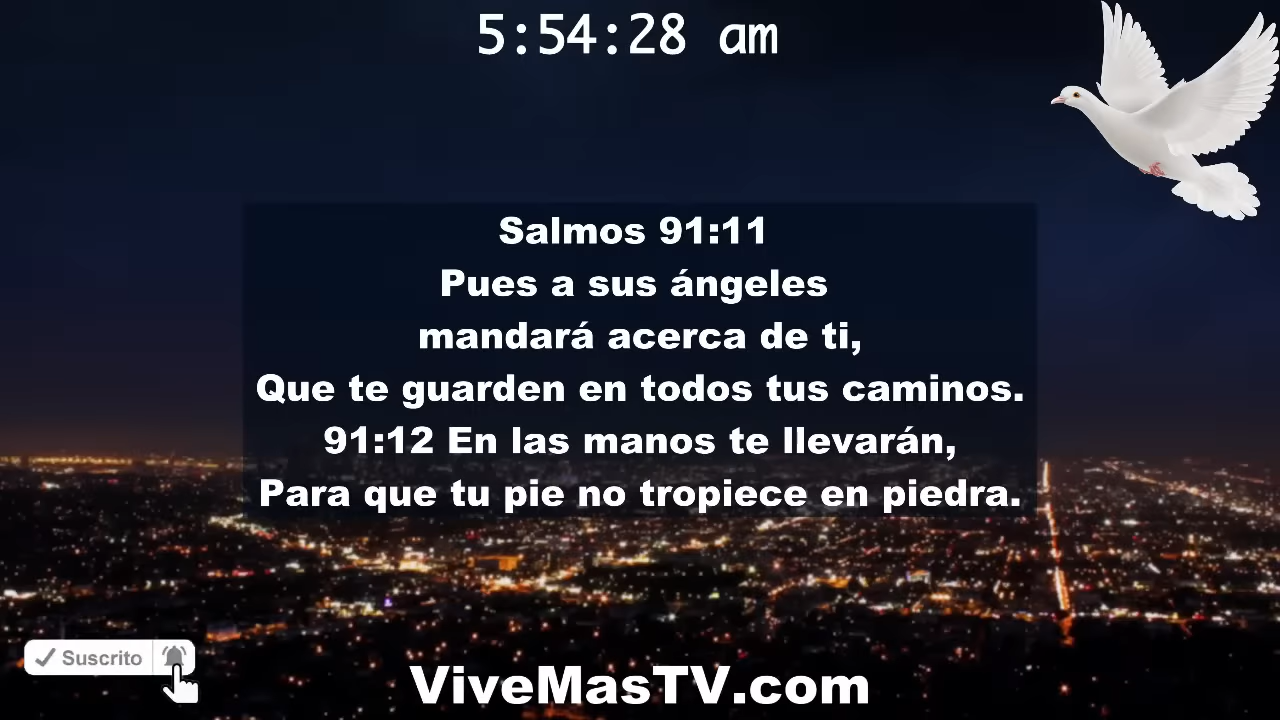 5:54:28 am
Salmos 91:11
Pues a sus ángeles
mandará acerca de ti,
Que te guarden en todos tus caminos.
91:12 En las manos te llevarán,
Para que tu pie no tropiece en piedra.
Suscrito
ViveMasTV.com